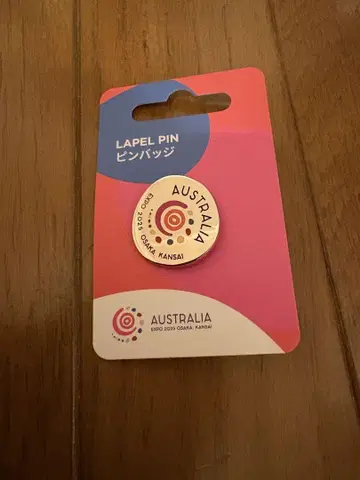 LAPEL PIN
ピンバッジ
AUSTRALIA
EXPO 2025 OSAKA, KANSAI
AUSTRALIA
EXPO 2025 OSAKA, KANSAI